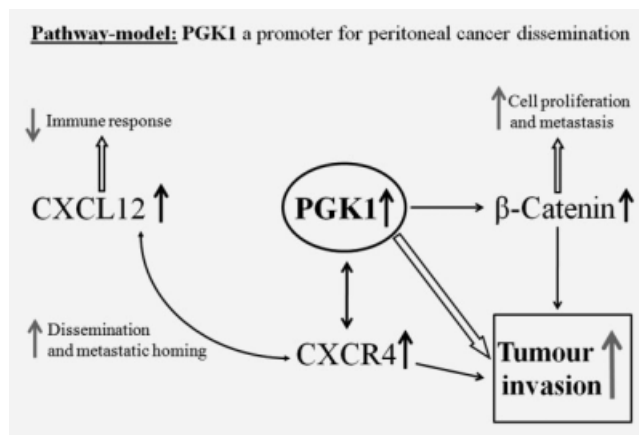 Pathway-model: PGK1 a promoter for peritoneal cancer dissemination
↓ Immune response
↑ Cell proliferation
and metastasis
CXCL12↑
PGK1↑
β-Catenin↑
↑ Dissemination
and metastatic homing
CXCR4↑
Tumour
invasion ↑